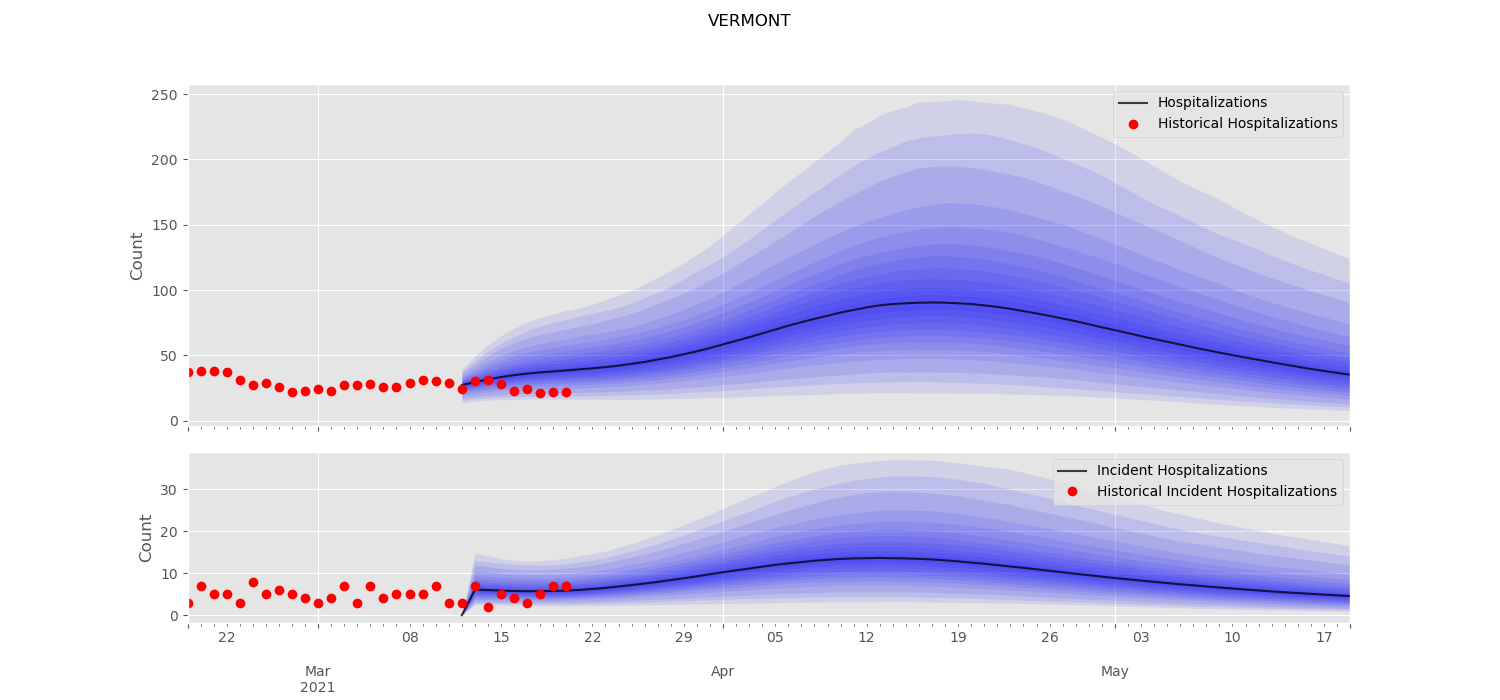 VERMONT
Count
250
200
150
100
50
0
Hospitalizations
Historical Hospitalizations
Count
30
20
10
0
Incident Hospitalizations
Historical Incident Hospitalizations
22 08 15 22 29 05 12 19 26 03 10 17
Mar Apr May
2021